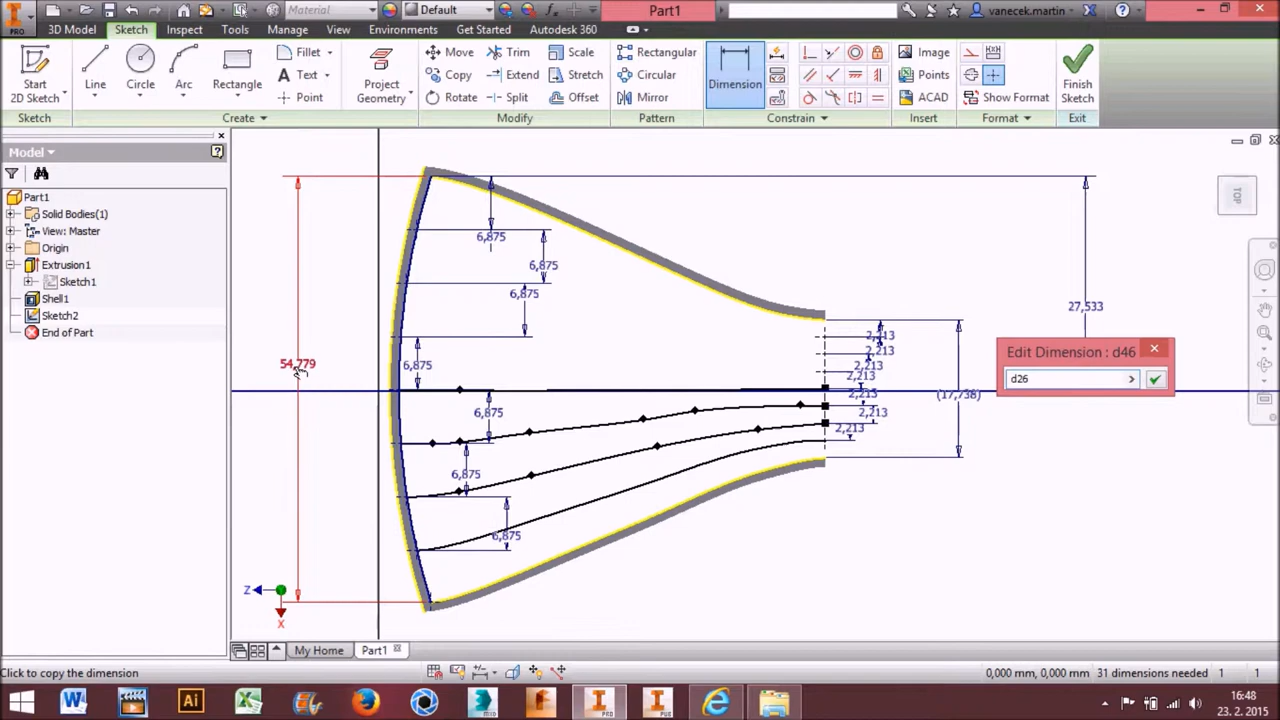 Material
Default
Part1
vanecek.martin
PRO
3D Model
Sketch
Inspect
Tools
Manage
View
Environments
Get Started
Autodesk 360
Start
2D Sketch
Line
Circle
Arc
Rectangle
Fillet
Text
Point
Project
Geometry
Move
Copy
Rotate
Trim
Extend
Split
Scale
Stretch
Offset
Rectangular
Circular
Mirror
Dimension
Image
Points
ACAD
Show Format
Finish
Sketch
Sketch
Create
Modify
Pattern
Constrain
Insert
Format
Exit
Model
Part1
Solid Bodies(1)
View: Master
Origin
Extrusion1
Sketch1
Shell1
Sketch2
End of Part
TOP
6,875
6,875
6,875
6,875
6,875
6,875
6,875
54,779
27,533
2,213
2,213
2,213
2,213
2,213
2,213
2,213
(17,738)
Edit Dimension : d46
d26
Z
X
My Home
Part1
Click to copy the dimension
0,000 mm, 0,000 mm
31 dimensions needed
1
1
16:48
23. 2. 2015